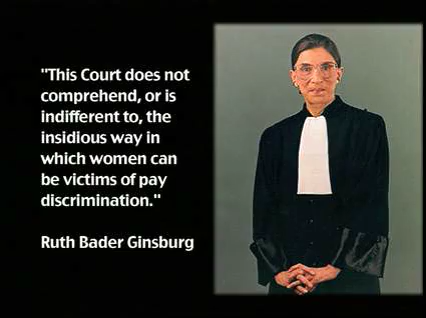 "This Court does not
comprehend, or is
indifferent to, the
insidious way in
which women can
be victims of pay
discrimination."
Ruth Bader Ginsburg